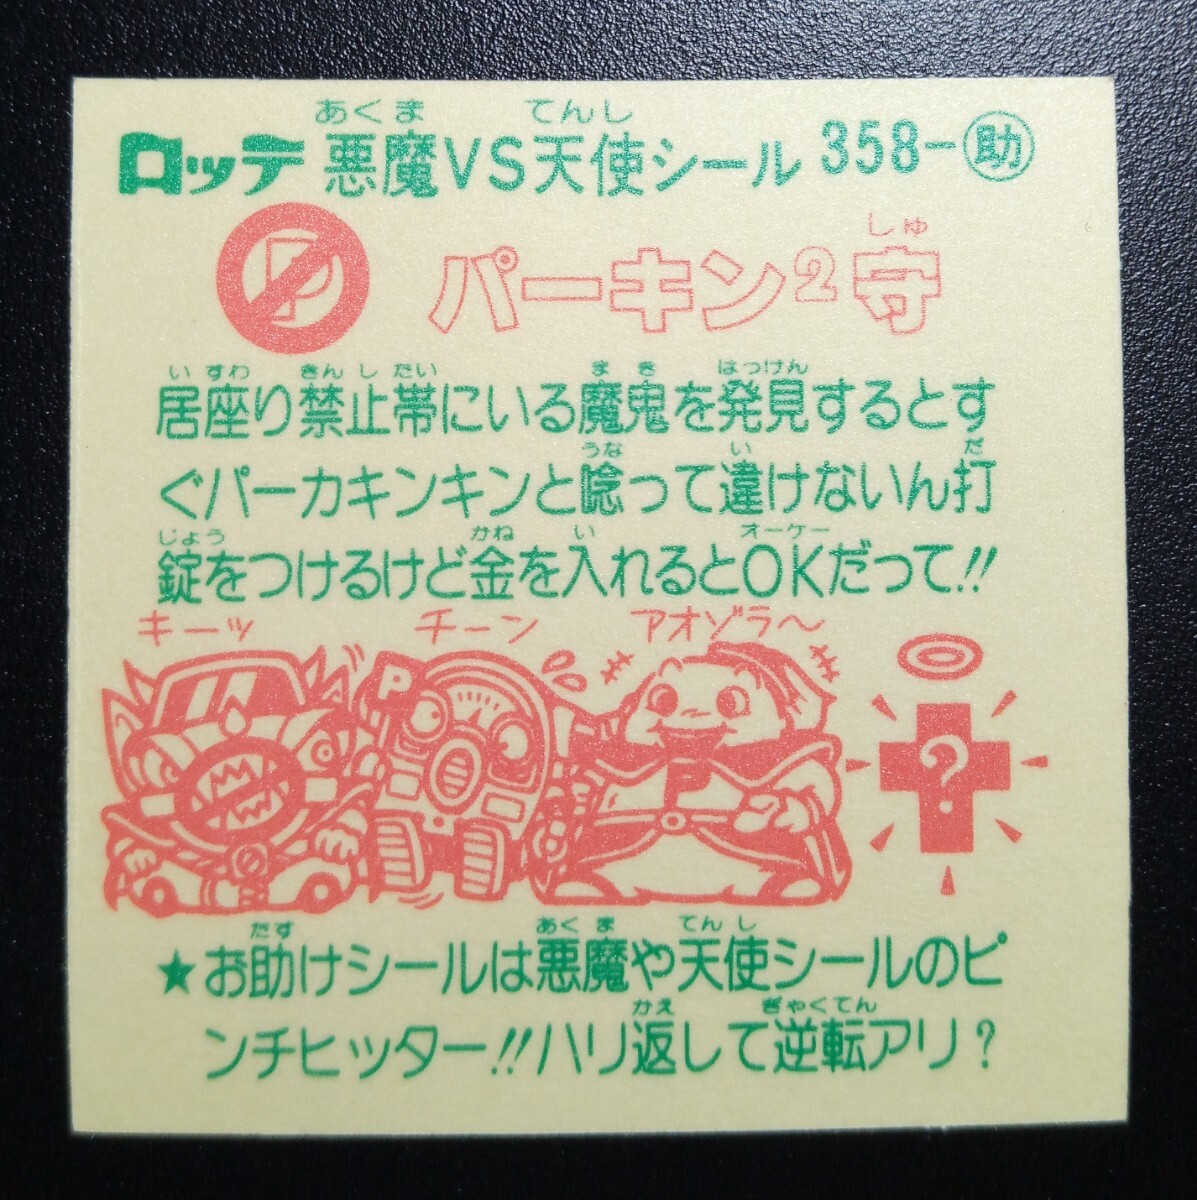 ロッテ 悪魔VS天使シール 358-助
あくま てんし
P パーキン2守
しゅ
いすわ きんしたい まき はっけん
居座り禁止帯にいる魔鬼を発見するとす
うな い だ
ぐパーカキンキンと唸って違けないん打
じょう かね い オーケー
錠をつけるけど金を入れるとOKだって!!
キーッ チーン アオゾラ〜
P
P
?
たす あくま てんし
★お助けシールは悪魔や天使シールのピ
かえ ぎゃくてん
ンチヒッター!!ハリ返して逆転アリ?